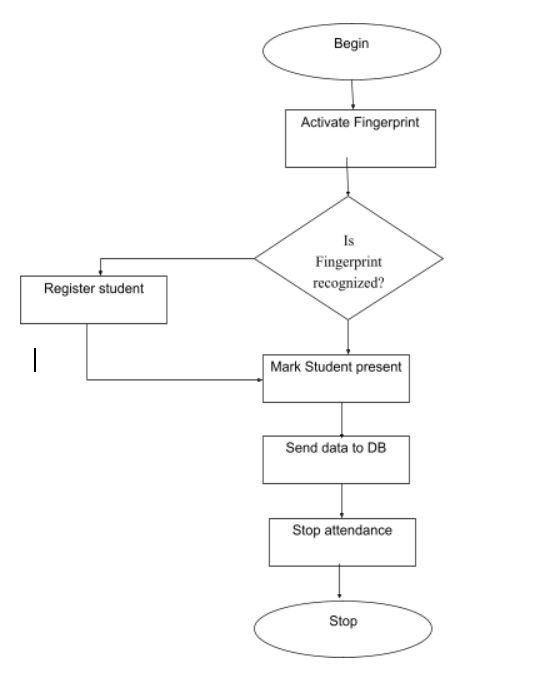 Begin
Activate Fingerprint
Is
Fingerprint
recognized?
Register student
Mark Student present
Send data to DB
Stop attendance
Stop